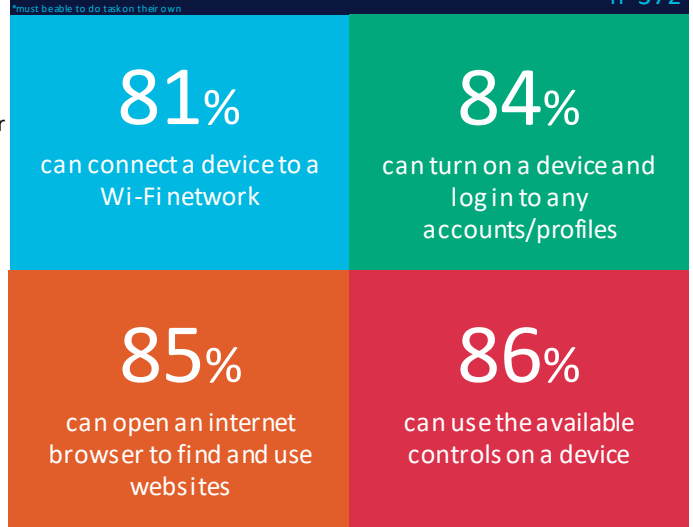 *must be able to do task on their own
81%
can connect a device to a
Wi-Fi network
84%
can turn on a device and
log in to any
accounts/profiles
85%
can open an internet
browser to find and use
websites
86%
can use the available
controls on a device